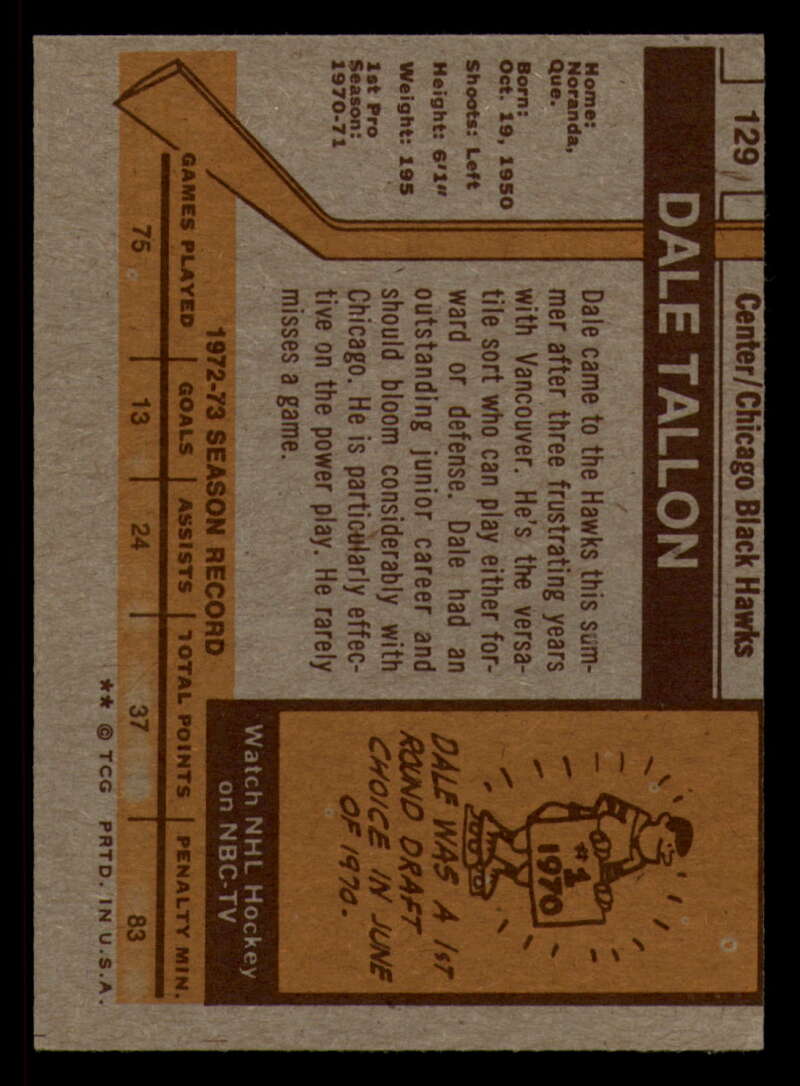 129
Center/Chicago Black Hawks
DALE TALLON
Home:
Noranda,
Que.
Born:
Oct. 19, 1950
Shoots: Left
Height: 6'1"
Weight: 195
1st Pro
Season:
1970-71
Dale came to the Hawks this sum-
mer after three frustrating years
with Vancouver. He's the versa-
tile sort who can play either for-
ward or defense. Dale had an
outstanding junior career and
should bloom considerably with
Chicago. He is particularly effec-
tive on the power play. He rarely
misses a game.
#1
1970
DALE WAS A 1ST
ROUND DRAFT
CHOICE IN JUNE
OF 1970.
Watch NHL Hockey
on NBC-TV
1972-73 SEASON RECORD
GAMES PLAYED GOALS ASSISTS TOTAL POINTS PENALTY MIN.
75 13 24 37 83
** © TCG PRTD. IN U.S.A.